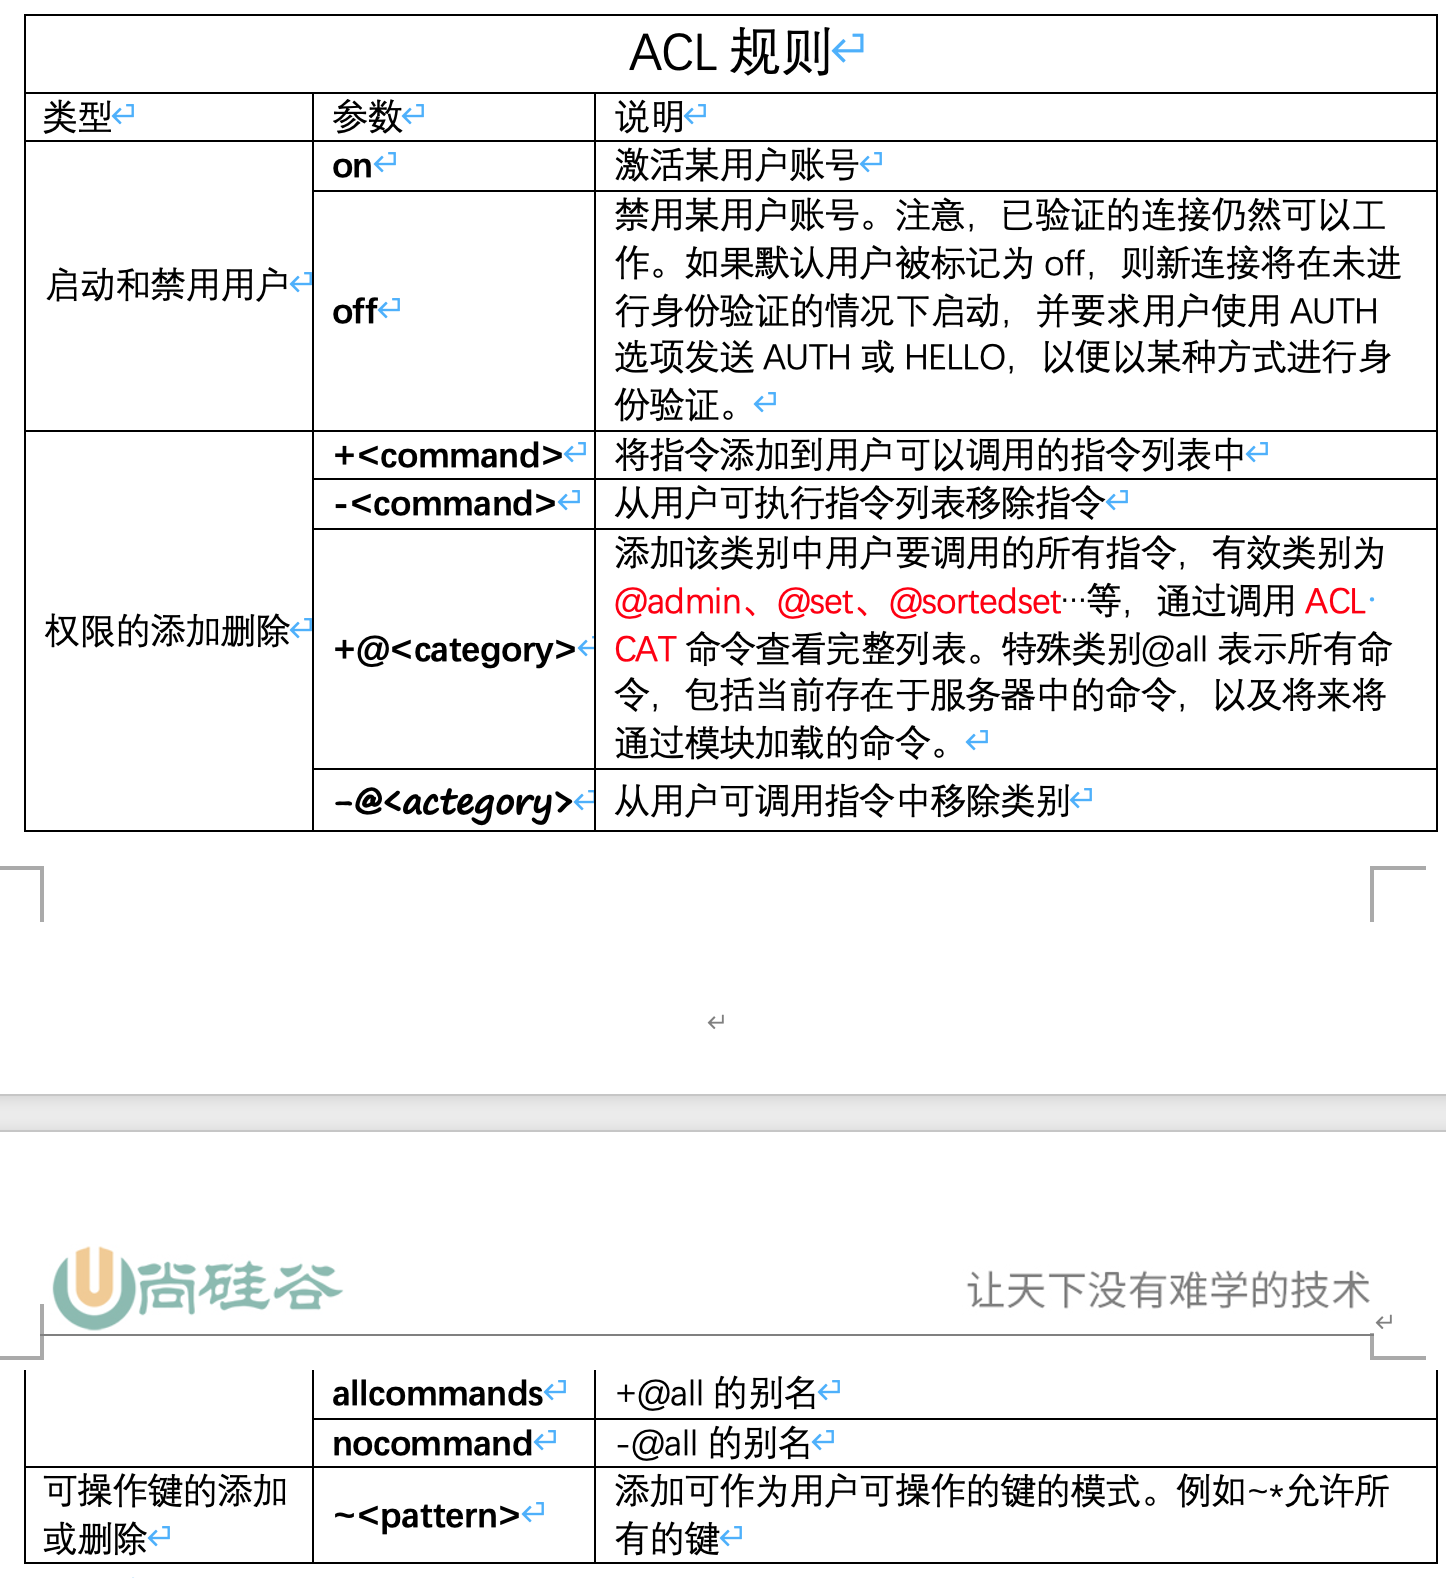 ACL 规则
类型 参数 说明
on 激活某用户账号
启动和禁用用户
off
禁用某用户账号。注意，已验证的连接仍然可以工
作。如果默认用户被标记为 off，则新连接将在未进
行身份验证的情况下启动，并要求用户使用 AUTH
选项发送 AUTH 或 HELLO，以便以某种方式进行身
份验证。
权限的添加删除
+<command> 将指令添加到用户可以调用的指令列表中
-<command> 从用户可执行指令列表移除指令
+@<category>
添加该类别中用户要调用的所有指令，有效类别为
@admin、@set、@sortedset…等，通过调用 ACL
CAT 命令查看完整列表。特殊类别@all 表示所有命
令，包括当前存在于服务器中的命令，以及将来将
通过模块加载的命令。
-@<actegory> 从用户可调用指令中移除类别
尚硅谷
让天下没有难学的技术
allcommands +@all 的别名
nocommand -@all 的别名
可操作键的添加
或删除
~<pattern>
添加可作为用户可操作的键的模式。例如~*允许所
有的键